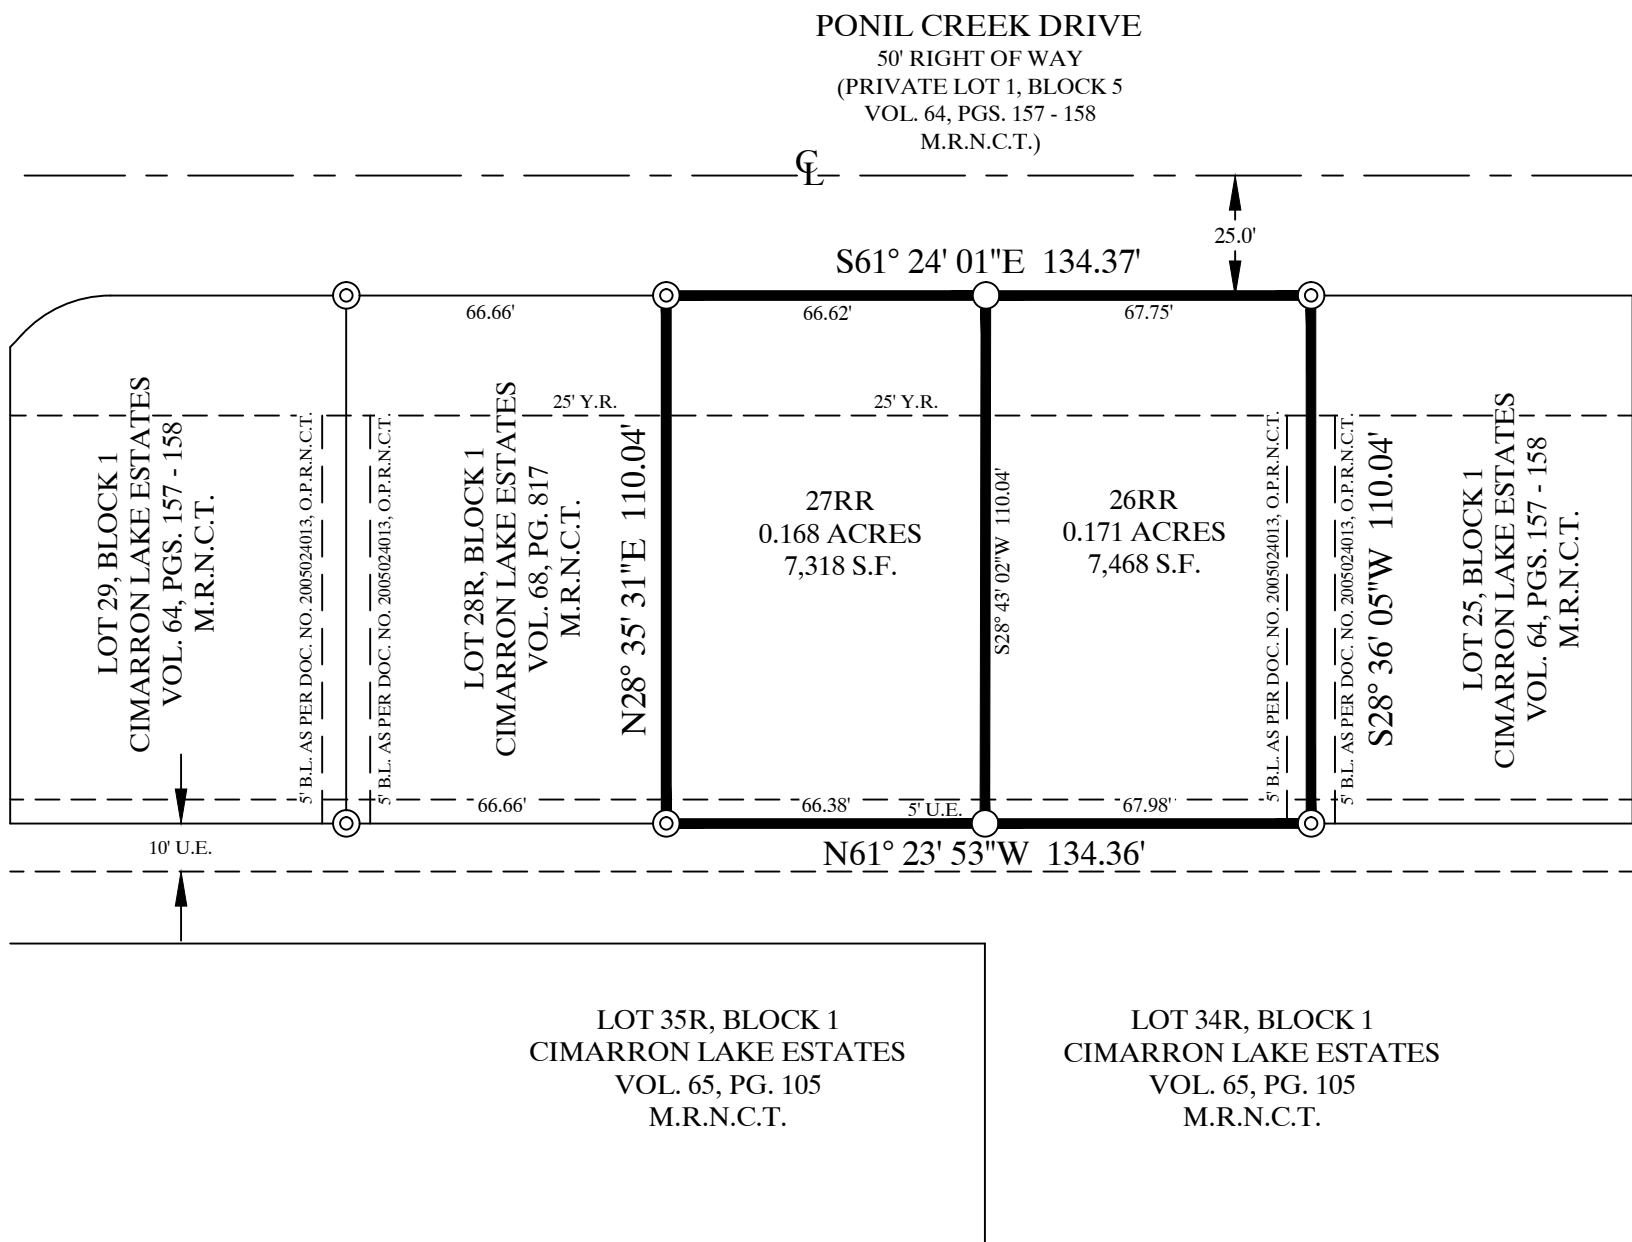 PONIL CREEK DRIVE
50' RIGHT OF WAY
(PRIVATE LOT 1, BLOCK 5
VOL. 64, PGS. 157 - 158
M.R.N.C.T.)
CL
25.0'
S61° 24' 01"E 134.37'
66.66'
66.62'
67.75'
25' Y.R.
25' Y.R.
LOT 29, BLOCK 1
CIMARRON LAKE ESTATES
VOL. 64, PGS. 157 - 158
M.R.N.C.T.
5' B.L. AS PER DOC. NO. 2005024013, O.P.R.N.C.T.
5' B.L. AS PER DOC. NO. 2005024013, O.P.R.N.C.T.
LOT 28R, BLOCK 1
CIMARRON LAKE ESTATES
VOL. 68, PG. 817
M.R.N.C.T.
N28° 35' 31"E 110.04'
27RR
0.168 ACRES
7,318 S.F.
S28° 43' 02"W 110.04'
26RR
0.171 ACRES
7,468 S.F.
5' B.L. AS PER DOC. NO. 2005024013, O.P.R.N.C.T.
5' B.L. AS PER DOC. NO. 2005024013, O.P.R.N.C.T.
S28° 36' 05"W 110.04'
LOT 25, BLOCK 1
CIMARRON LAKE ESTATES
VOL. 64, PGS. 157 - 158
M.R.N.C.T.
66.66'
66.38'
5' U.E.
67.98'
10' U.E.
N61° 23' 53"W 134.36'
LOT 35R, BLOCK 1
CIMARRON LAKE ESTATES
VOL. 65, PG. 105
M.R.N.C.T.
LOT 34R, BLOCK 1
CIMARRON LAKE ESTATES
VOL. 65, PG. 105
M.R.N.C.T.